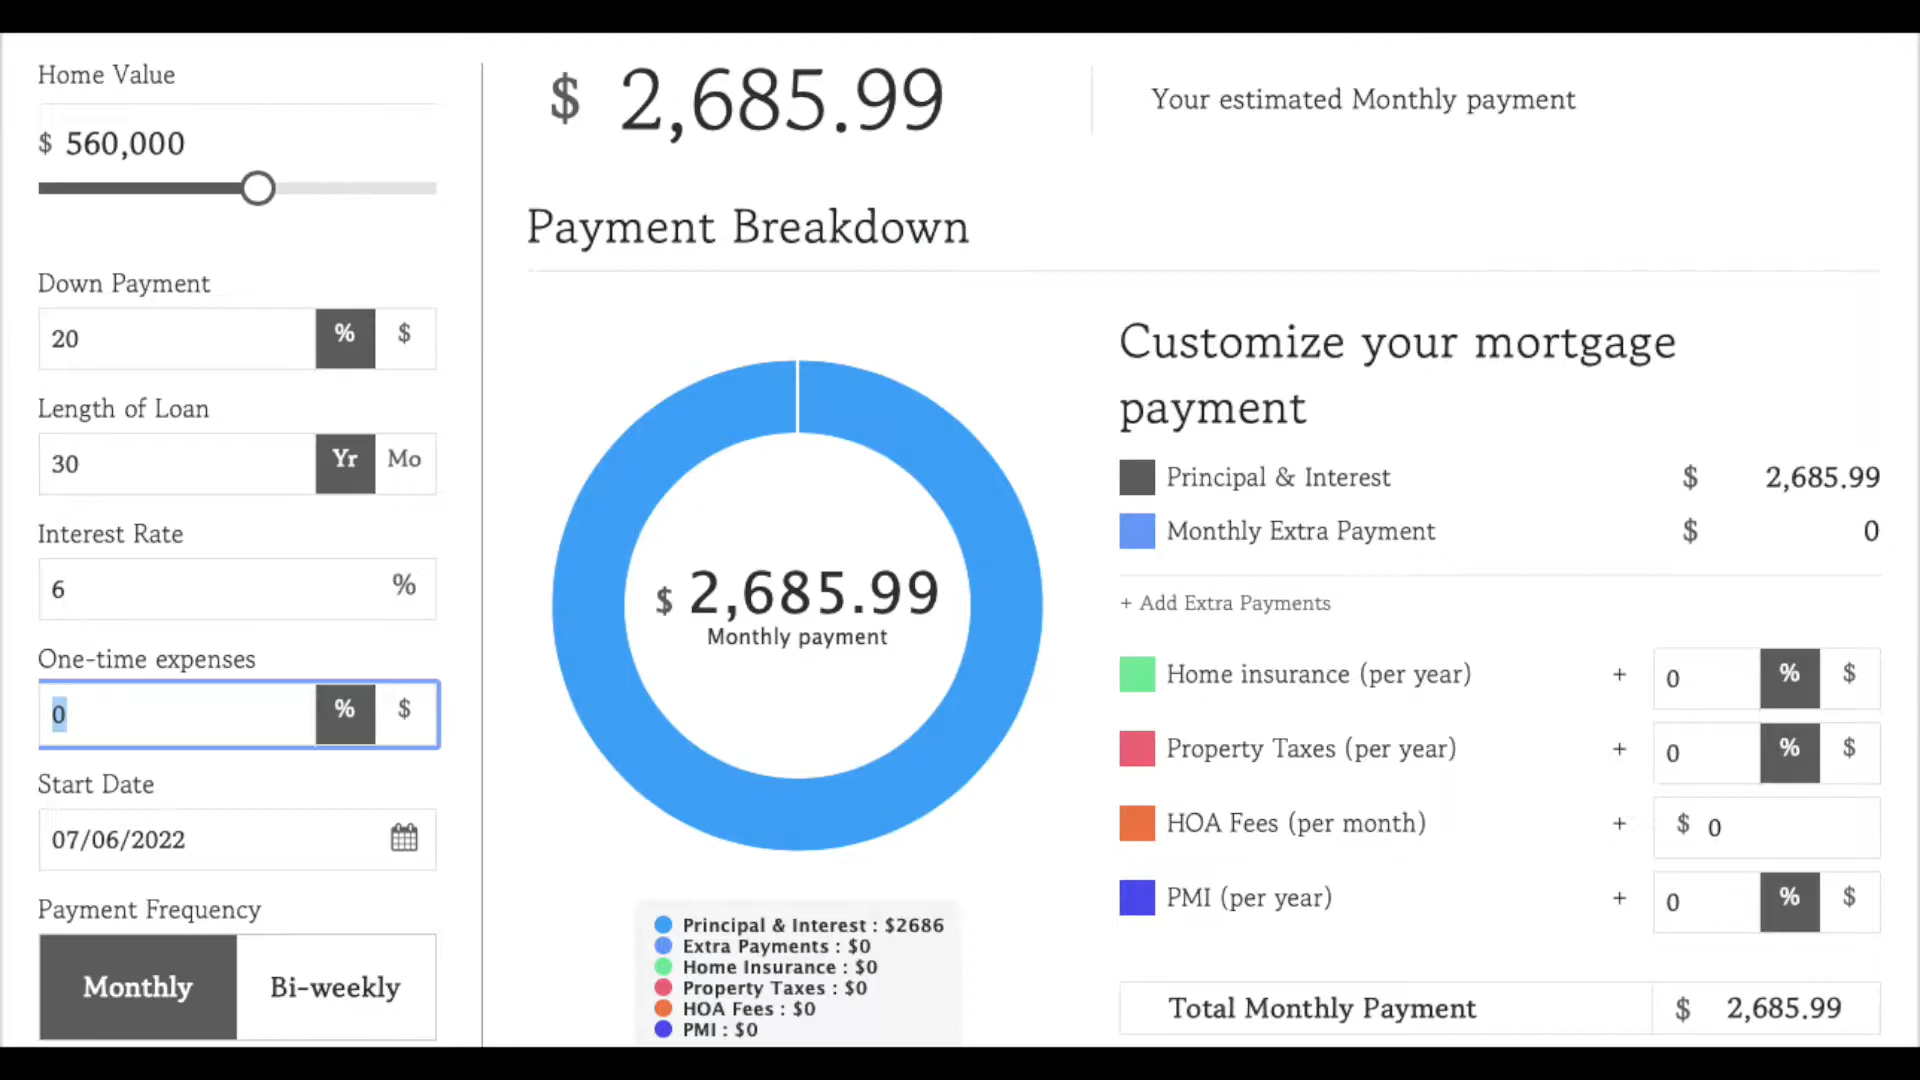 Home Value
$ 560,000
Down Payment
20 % $
Length of Loan
30 Yr Mo
Interest Rate
6 %
One-time expenses
0 % $
Start Date
07/06/2022
Payment Frequency
Monthly Bi-weekly
$ 2,685.99
Your estimated Monthly payment
Payment Breakdown
$ 2,685.99
Monthly payment
Principal & Interest : $2686
Extra Payments : $0
Home Insurance : $0
Property Taxes : $0
HOA Fees : $0
PMI : $0
Customize your mortgage
payment
Principal & Interest $ 2,685.99
Monthly Extra Payment $ 0
+ Add Extra Payments
Home insurance (per year) + 0 % $
Property Taxes (per year) + 0 % $
HOA Fees (per month) + $ 0
PMI (per year) + 0 % $
Total Monthly Payment $ 2,685.99